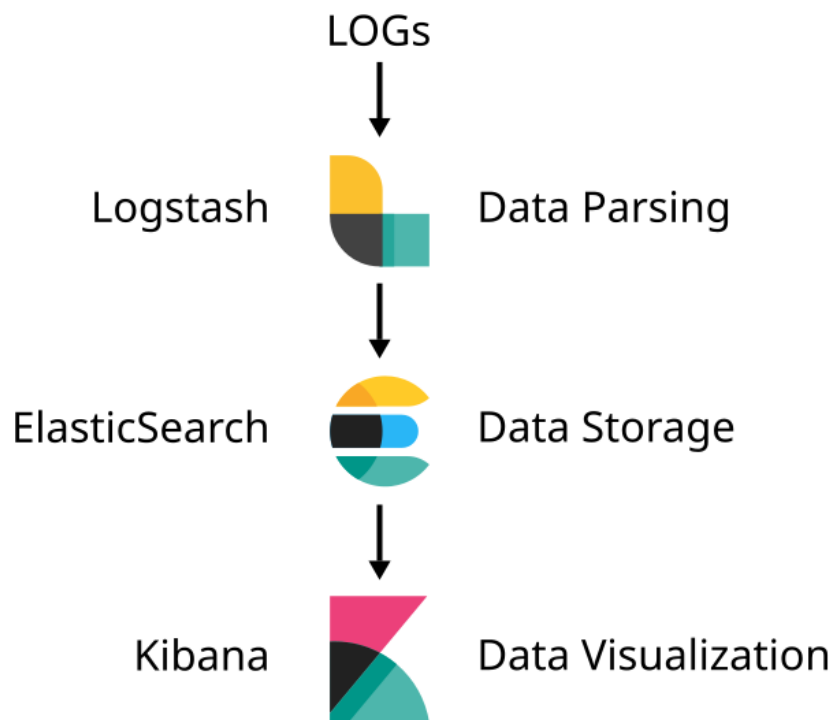 LOGs
Logstash
Data Parsing
ElasticSearch
Data Storage
Kibana
Data Visualization